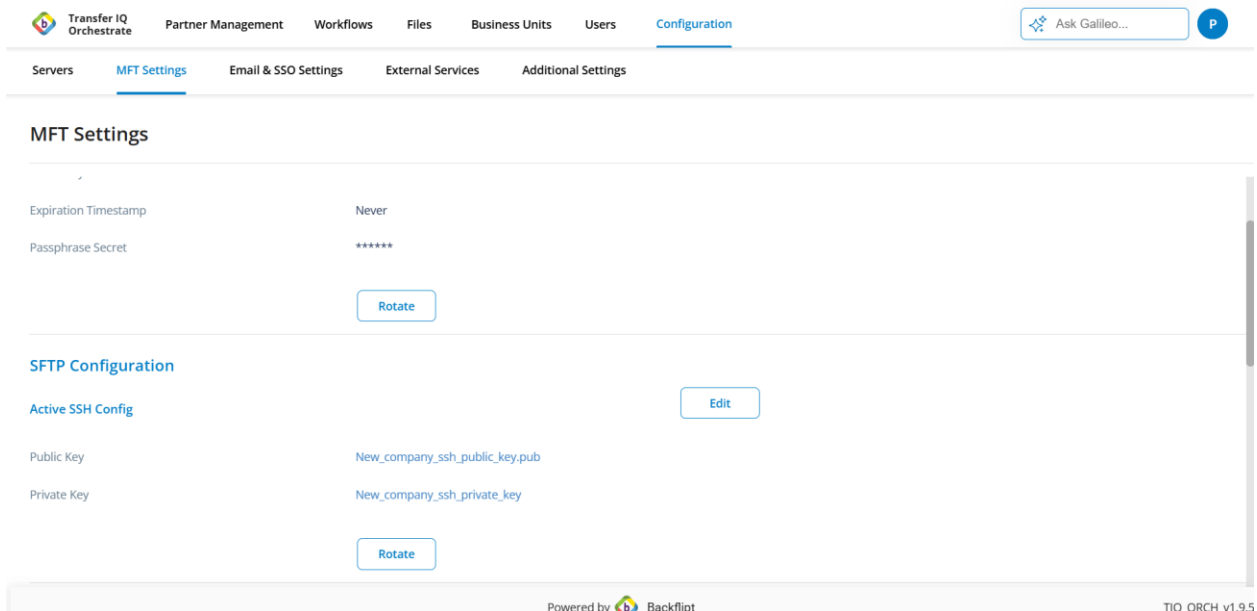 Transfer IQ
Orchestrate
Partner Management Workflows Files Business Units Users Configuration
Ask Galileo...
P
Servers MFT Settings Email & SSO Settings External Services Additional Settings
MFT Settings
Expiration Timestamp Never
Passphrase Secret ******
Rotate
SFTP Configuration
Active SSH Config Edit
Public Key New_company_ssh_public_key.pub
Private Key New_company_ssh_private_key
Rotate
Powered by b Backflipt TIO_ORCH_v1.9.5